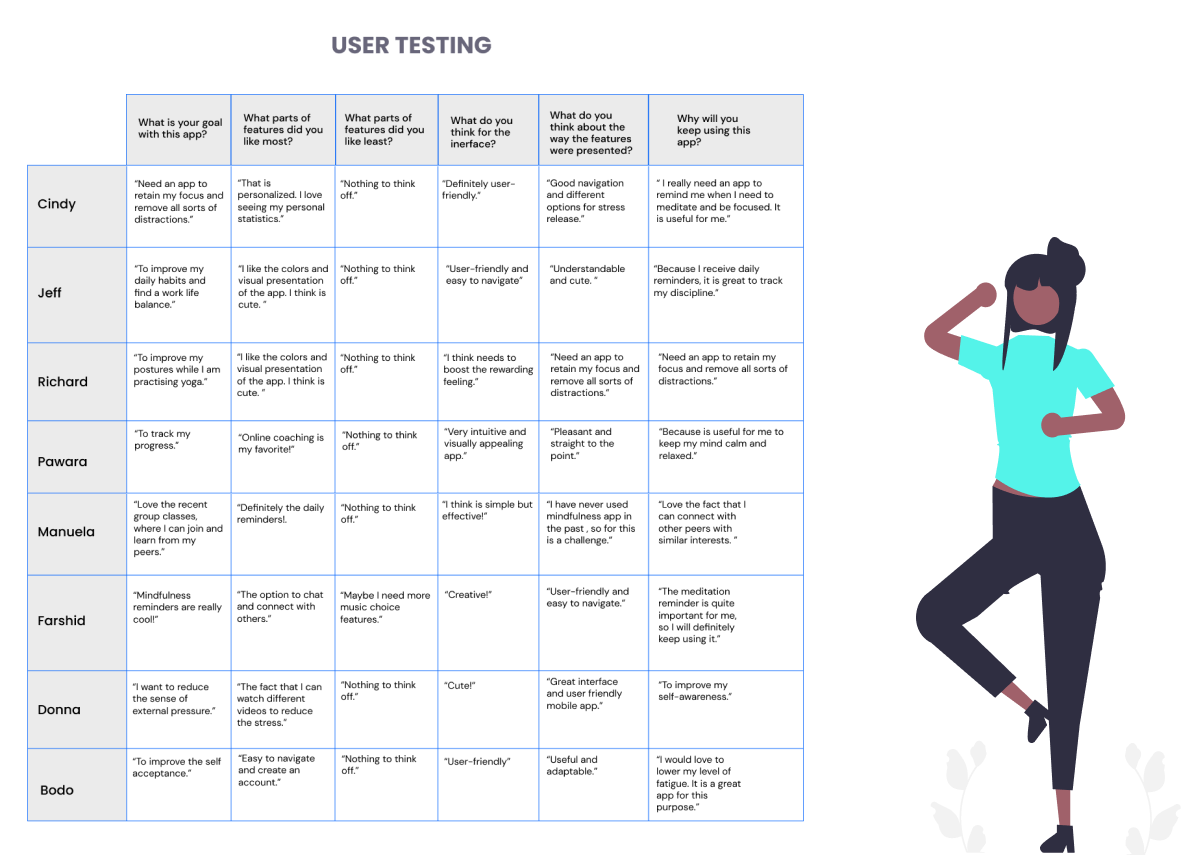 USER TESTING
What is your goal
with this app?
What parts of
features did you
like most?
What parts of
features did you
like least?
What do you
think for the
inerface?
What do you
think about the
way the features
were presented?
Why will you
keep using this
app?
Cindy
“Need an app to
retain my focus and
remove all sorts of
distractions.”
“That is
personalized. I love
seeing my personal
statistics.”
“Nothing to think
off.”
“Definitely user-
friendly.”
“Good navigation
and different
options for stress
release.”
“ I really need an app to
remind me when I need to
meditate and be focused. It
is useful for me.”
Jeff
“To improve my
daily habits and
find a work life
balance.”
“I like the colors and
visual presentation
of the app. I think is
cute. ”
“Nothing to think
off.”
“User-friendly and
easy to navigate”
“Understandable
and cute. ”
“Because I receive daily
reminders, it is great to track
my discipline.”
Richard
“To improve my
postures while I am
practising yoga.”
“I like the colors and
visual presentation
of the app. I think is
cute. ”
“Nothing to think
off.”
“I think needs to
boost the rewarding
feeling.”
“Need an app to
retain my focus and
remove all sorts of
distractions.”
“Need an app to retain my
focus and remove all sorts of
distractions.”
Pawara
“To track my
progress.”
“Online coaching is
my favorite!”
“Nothing to think
off.”
“Very intuitive and
visually appealing
app.”
“Pleasant and
straight to the
point.”
“Because is useful for me to
keep my mind calm and
relaxed.”
Manuela
“Love the recent
group classes,
where I can join and
learn from my
peers.”
“Definitely the daily
reminders!.
“Nothing to think
off.”
“I think is simple but
effective!”
“I have never used
mindfulness app in
the past , so for this
is a challenge.”
“Love the fact that I
can connect with
other peers with
similar interests. ”
Farshid
“Mindfulness
reminders are really
cool!”
“The option to chat
and connect with
others.”
“Maybe I need more
music choice
features.”
“Creative!”
“User-friendly and
easy to navigate.”
“The meditation
reminder is quite
important for me,
so I will definitely
keep using it.”
Donna
“I want to reduce
the sense of
external pressure.”
“The fact that I can
watch different
videos to reduce
the stress.”
“Nothing to think
off.”
“Cute!”
“Great interface
and user friendly
mobile app.”
“To improve my
self-awareness.”
Bodo
“To improve the self
acceptance.”
“Easy to navigate
and create an
account.”
“Nothing to think
off.”
“User-friendly”
“Useful and
adaptable.”
“I would love to
lower my level of
fatigue. It is a great
app for this
purpose.”